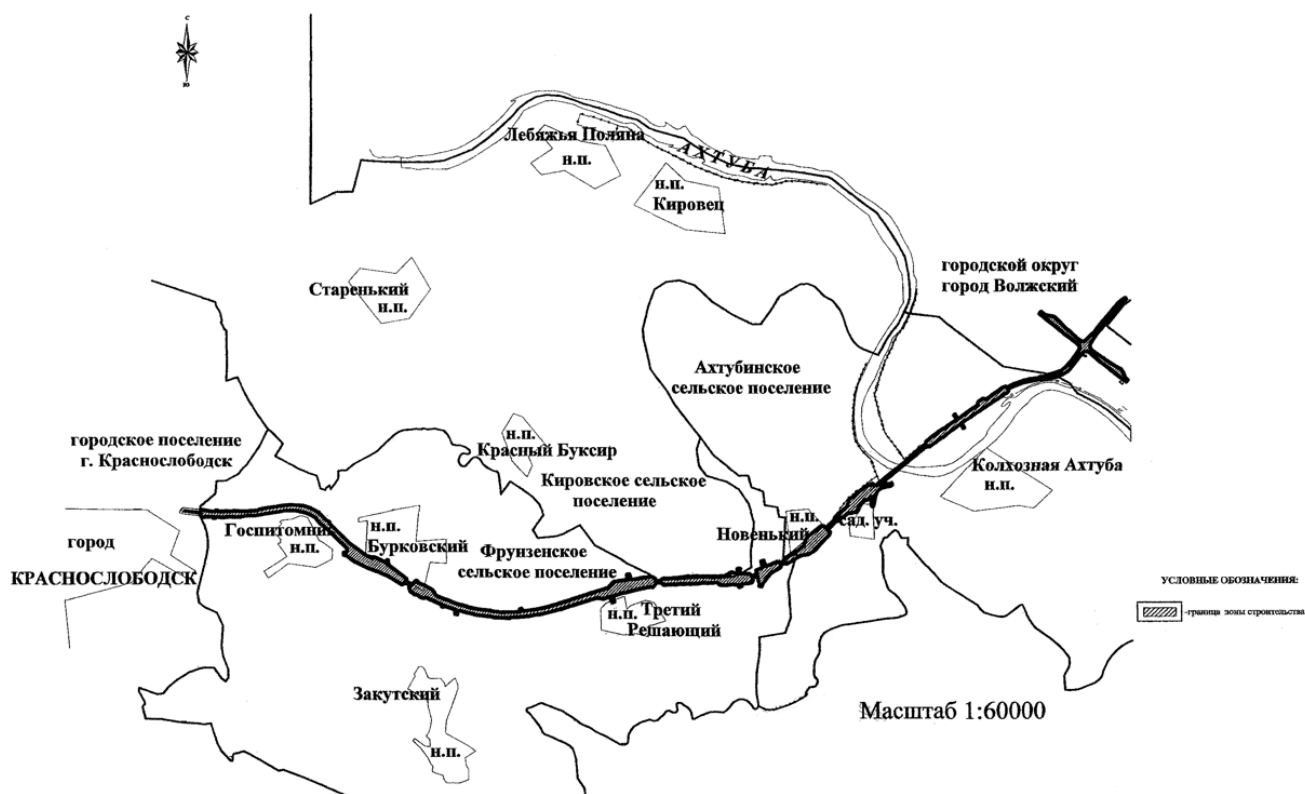 С
Ю
Лебяжья Поляна
н.п.
АХТУБА
н.п.
Кировец
городской округ
город Волжский
Старенький
н.п.
Ахтубинское
сельское поселение
городское поселение
г. Краснослободск
н.п.
Красный Буксир
Кировское сельское
поселение
Колхозная Ахтуба
н.п.
Госпитомник
н.п.
н.п.
Бурковский
Фрунзенское
сельское поселение
н.п.
Новенький
сад. уч.
город
КРАСНОСЛОБОДСК
н.п. Третий
Решающий
УСЛОВНЫЕ ОБОЗНАЧЕНИЯ:
-граница зоны строительства
Закутский
н.п.
Масштаб 1:60000